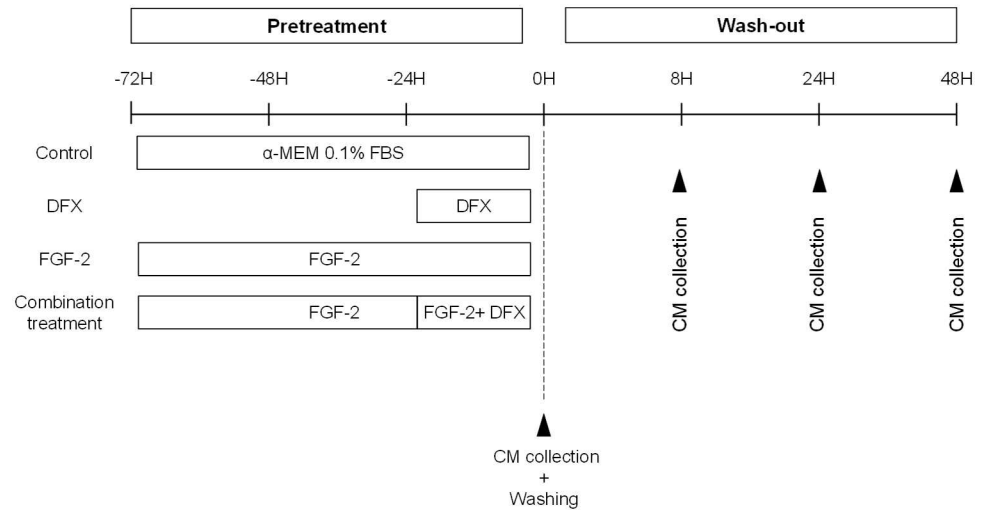 Pretreatment
Wash-out
-72H
-48H
-24H
0H
8H
24H
48H
Control
α-MEM 0.1% FBS
DFX
DFX
FGF-2
FGF-2
Combination
treatment
FGF-2
FGF-2+ DFX
CM collection
CM collection
CM collection
CM collection
+
Washing